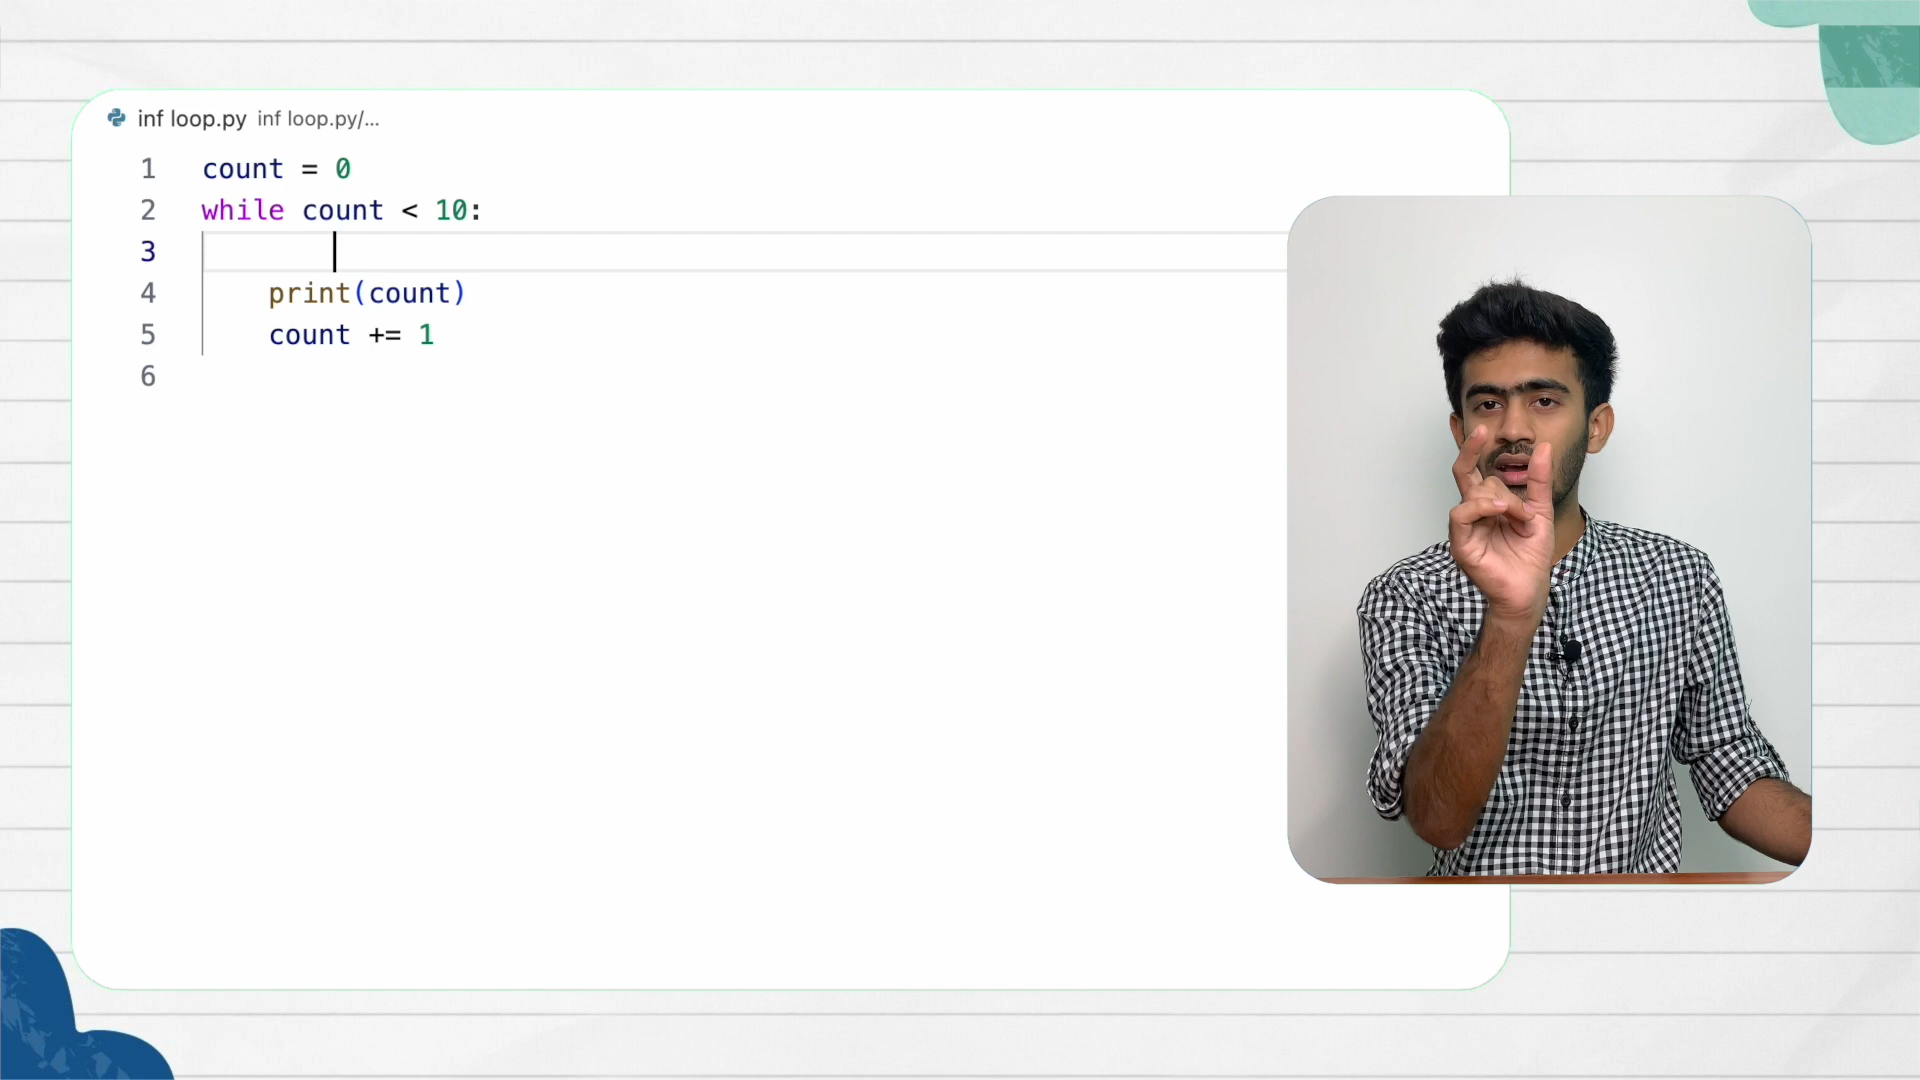 inf loop.py inf loop.py/...
1 count = 0
2 while count < 10:
3
4 print(count)
5 count += 1
6